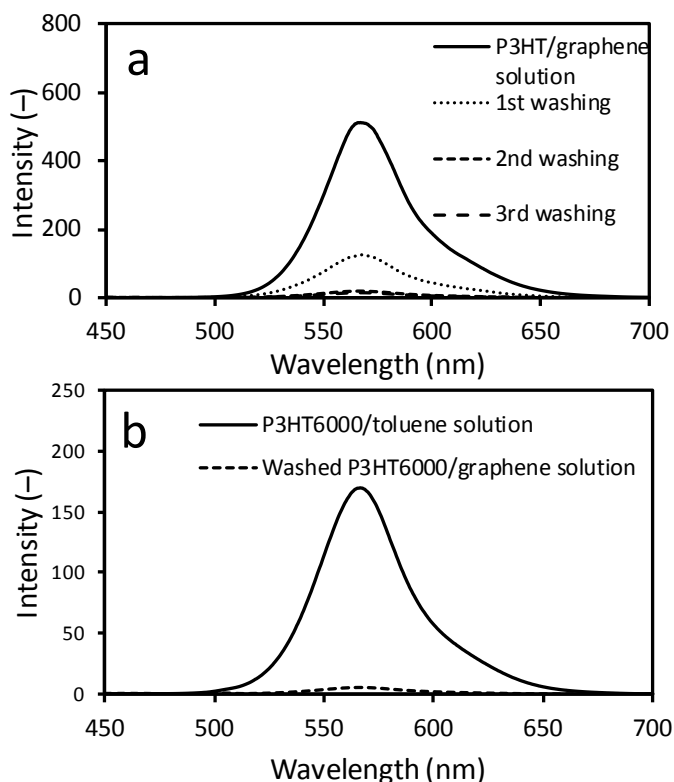 800
600
400
200
0
Intensity (–)
a
P3HT/graphene
solution
1st washing
2nd washing
3rd washing
450 500 550 600 650 700
Wavelength (nm)
250
200
150
100
50
0
Intensity (–)
b
P3HT6000/toluene solution
Washed P3HT6000/graphene solution
450 500 550 600 650 700
Wavelength (nm)